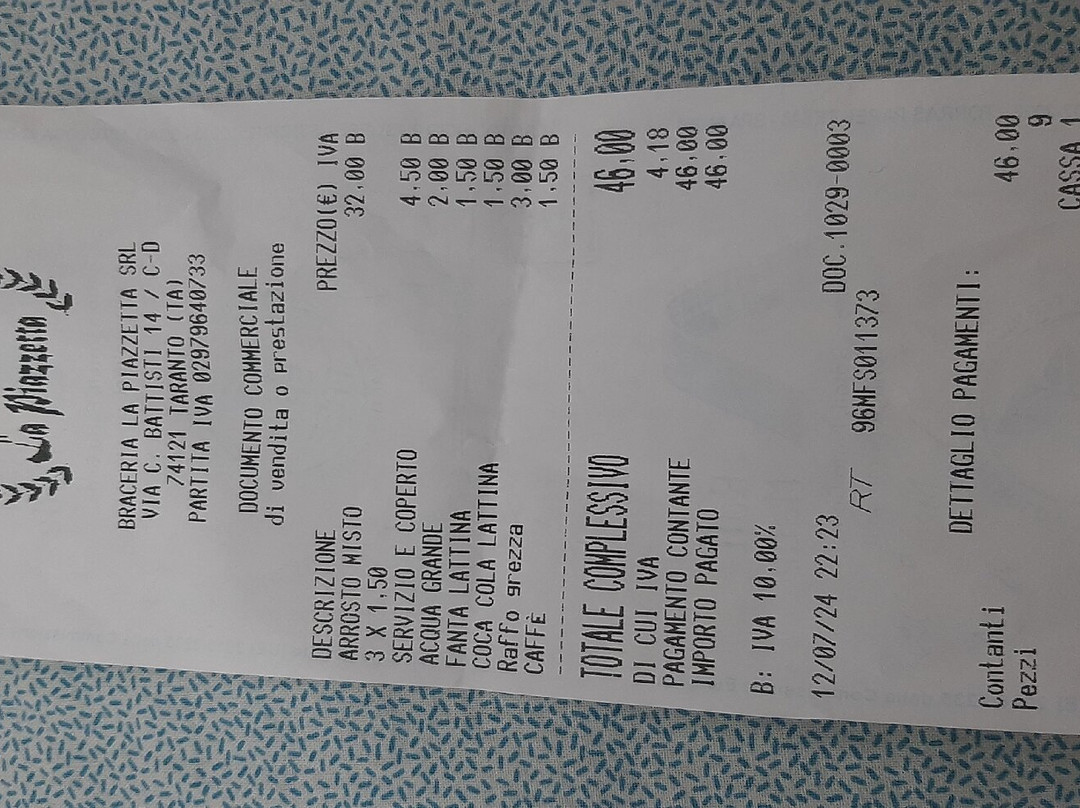 La Piazzetta
BRACERIA LA PIAZZETTA SRL
VIA C. BATTISTI 14 / C-D
74121 TARANTO (TA)
PARTITA IVA 02979640733
DOCUMENTO COMMERCIALE
di vendita o prestazione
DESCRIZIONE PREZZO(€) IVA
ARROSTO MISTO 32,00 B
3 X 1.50
SERVIZIO E COPERTO 4,50 B
ACQUA GRANDE 2,00 B
FANTA LATTINA 1,50 B
COCA COLA LATTINA 1,50 B
Raffo grezza 3,00 B
CAFFÈ 1,50 B
TOTALE COMPLESSIVO 46,00
DI CUI IVA 4,18
PAGAMENTO CONTANTE 46,00
IMPORTO PAGATO 46,00
B: IVA 10,00%
12/07/24 22:23 DOC.1029-0003
RT 96MFS011373
DETTAGLIO PAGAMENTI:
Contanti 46,00
Pezzi 9
CASSA 1